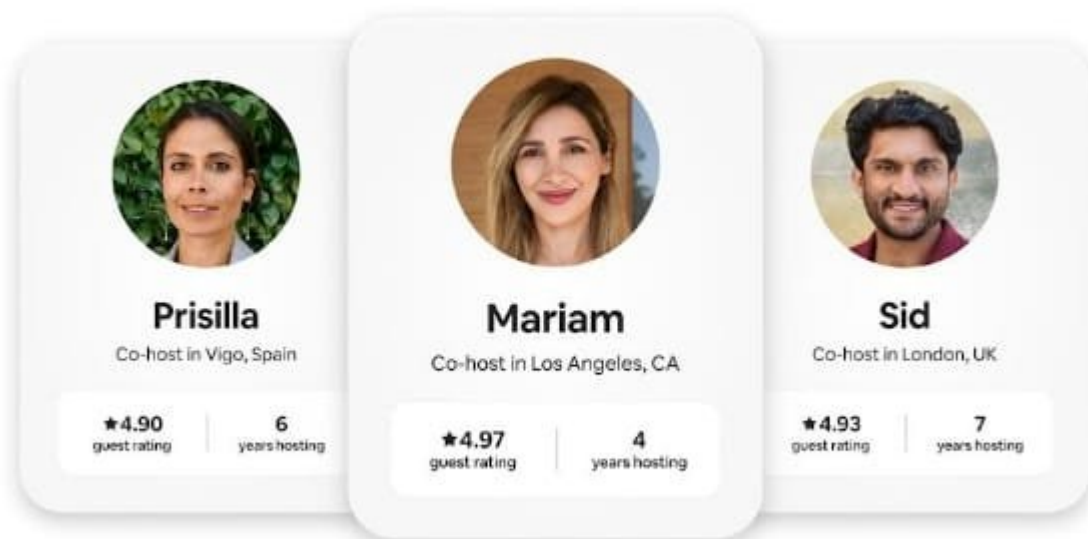 Prisilla
Co-host in Vigo, Spain
★4.90
guest rating
6
years hosting
Mariam
Co-host in Los Angeles, CA
★4.97
guest rating
4
years hosting
Sid
Co-host in London, UK
★4.93
guest rating
7
years hosting